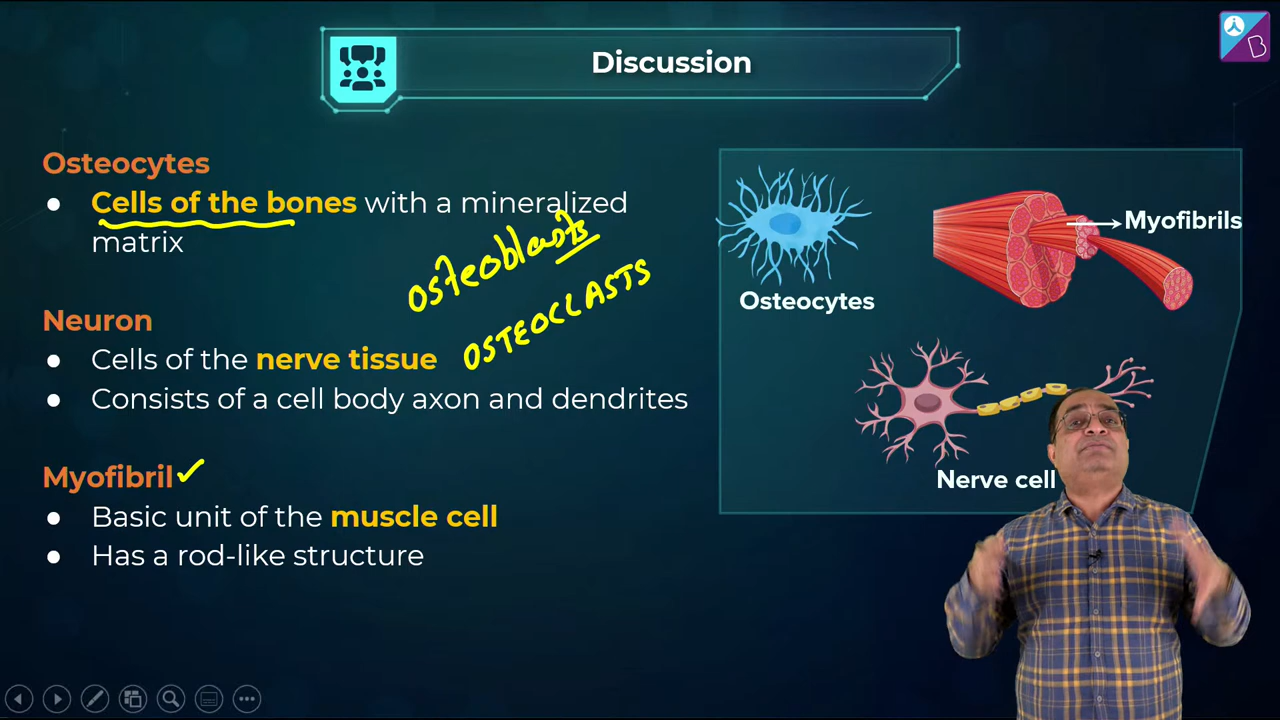 Discussion
Osteocytes
● Cells of the bones with a mineralized
matrix
Osteoblasts
OSTEOCLASTS
Neuron
● Cells of the nerve tissue
● Consists of a cell body axon and dendrites
Myofibril ✓
● Basic unit of the muscle cell
● Has a rod-like structure
Osteocytes
Myofibrils
Nerve cell
B